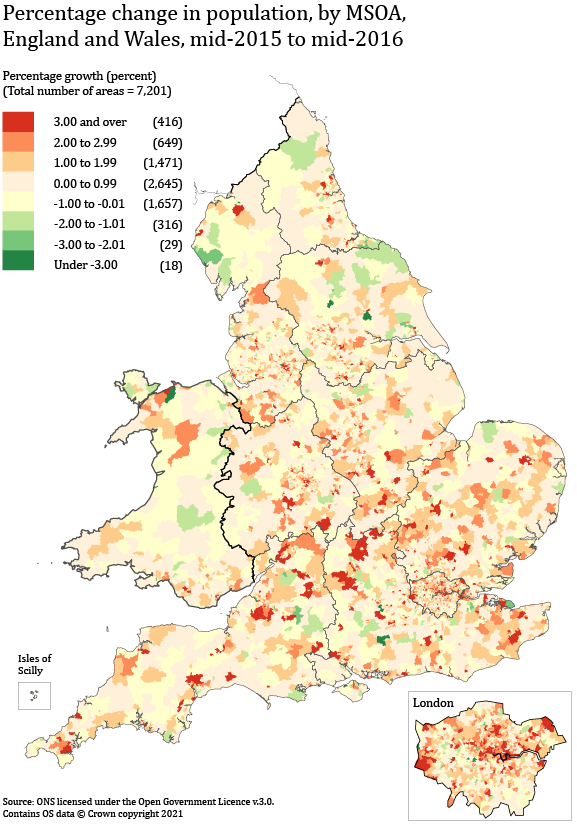 Percentage change in population, by MSOA,
England and Wales, mid-2015 to mid-2016
Percentage growth (percent)
(Total number of areas = 7,201)
3.00 and over (416)
2.00 to 2.99 (649)
1.00 to 1.99 (1,471)
0.00 to 0.99 (2,645)
-1.00 to -0.01 (1,657)
-2.00 to -1.01 (316)
-3.00 to -2.01 (29)
Under -3.00 (18)
Isles of
Scilly
London
Source: ONS licensed under the Open Government Licence v.3.0.
Contains OS data © Crown copyright 2021